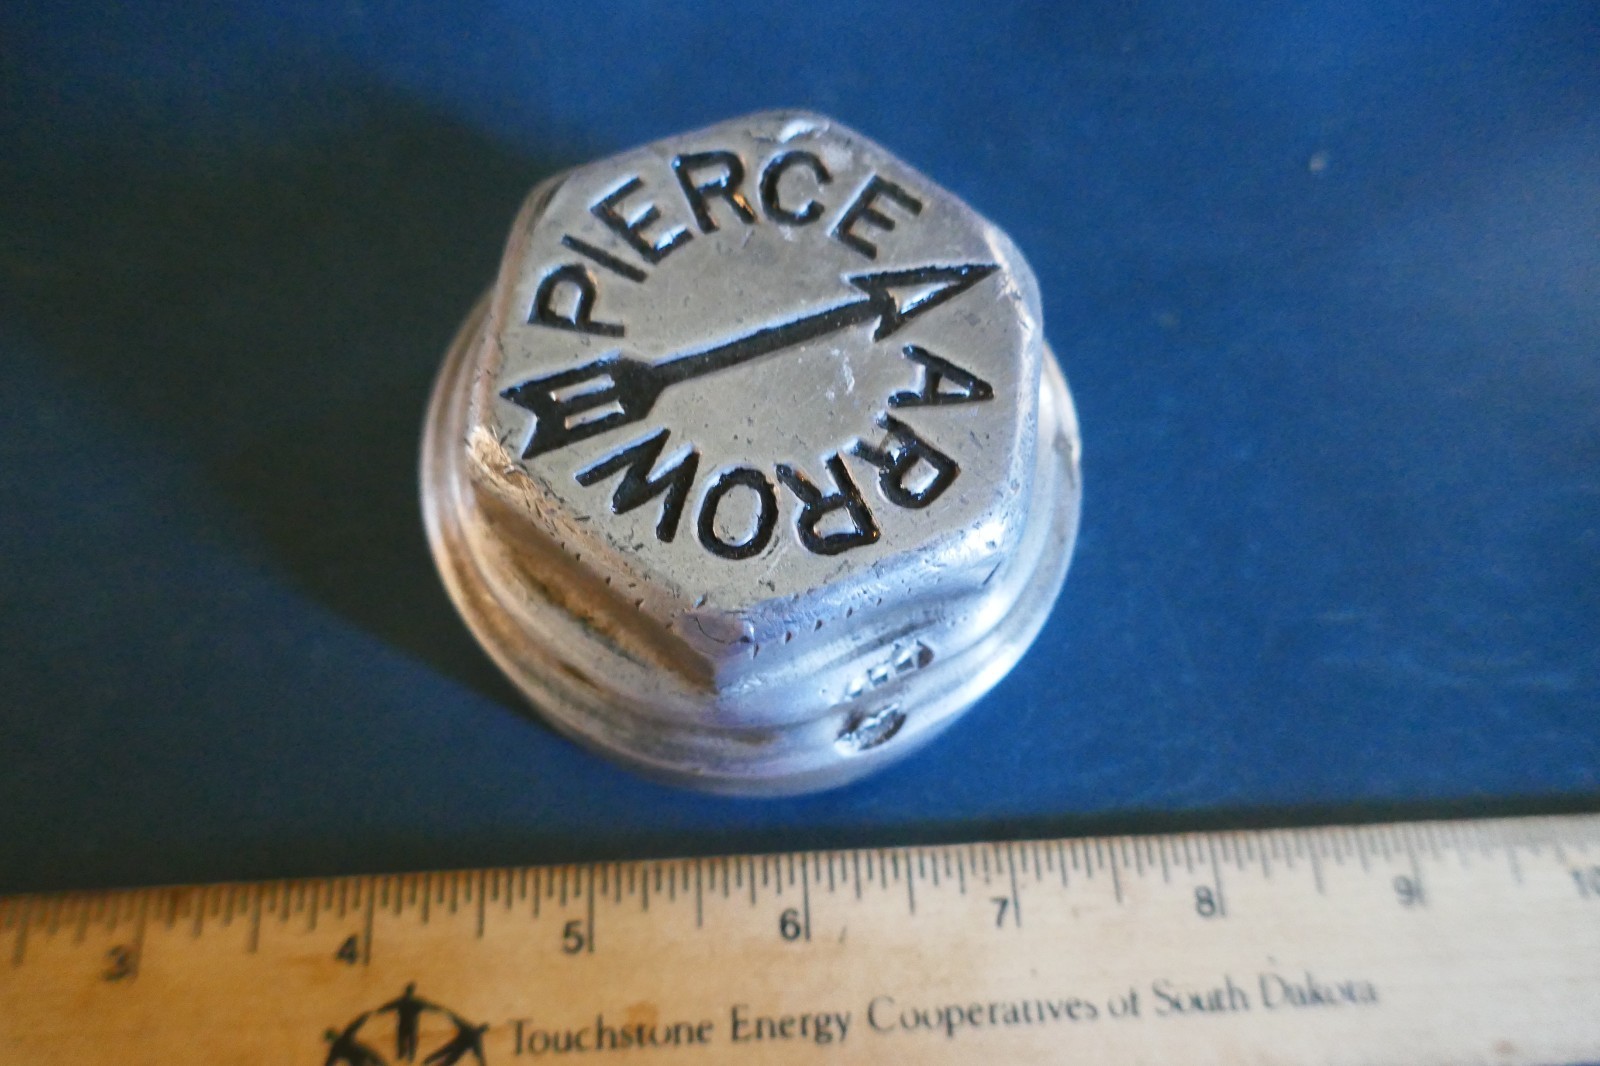 PIERCE
ARROW
3 4 5 6 7 8 9 10
Touchstone Energy Cooperatives of South Dakota